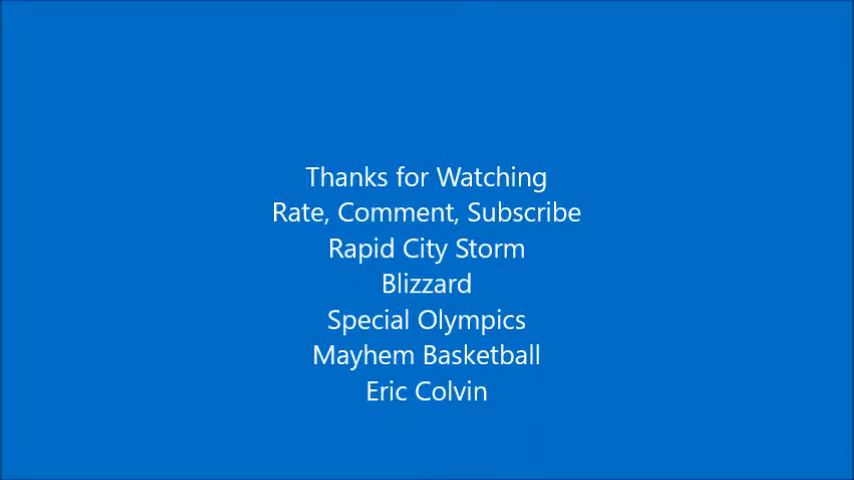 Thanks for Watching
Rate, Comment, Subscribe
Rapid City Storm
Blizzard
Special Olympics
Mayhem Basketball
Eric Colvin